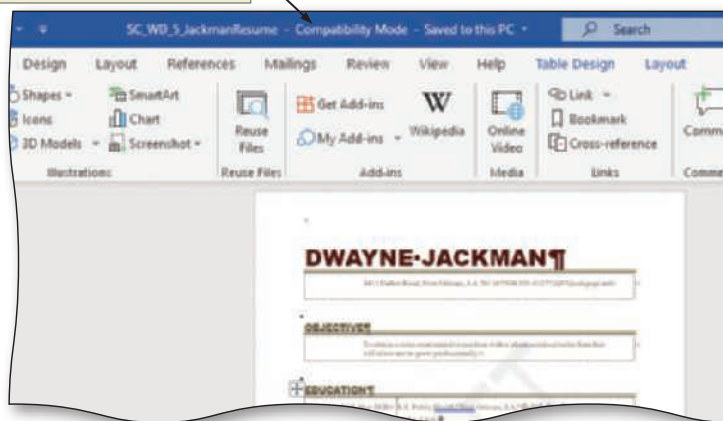 SC_WD_5_JackmanResume - Compatibility Mode - Saved to this PC
Search
Design Layout References Mailings Review View Help Table Design Layout
Shapes
Icons
3D Models
SmartArt
Chart
Screenshot
Illustrations
Reuse
Files
Reuse Files
Get Add-ins
My Add-ins
Wikipedia
Add-ins
Online
Video
Media
Link
Bookmark
Cross-reference
Links
Comm
Comme
DWAYNE·JACKMAN¶
OBJECTIVE¶
EDUCATION¶